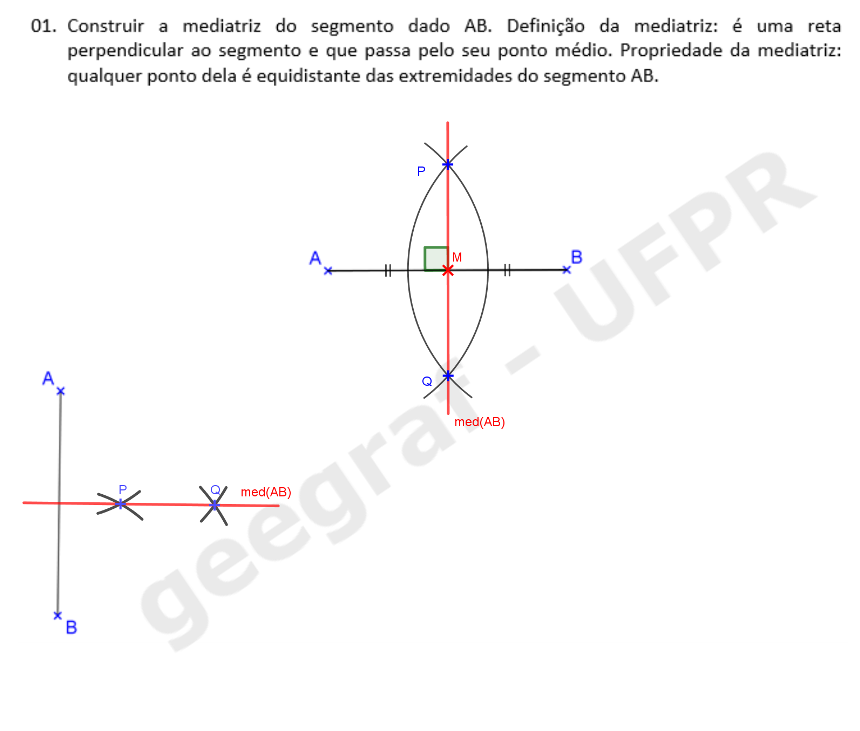 01. Construir a mediatriz do segmento dado AB. Definição da mediatriz: é uma reta
perpendicular ao segmento e que passa pelo seu ponto médio. Propriedade da mediatriz:
qualquer ponto dela é equidistante das extremidades do segmento AB.
P
A
M
B
Q
med(AB)
A
P
Q
med(AB)
B
geegraf - UFPR